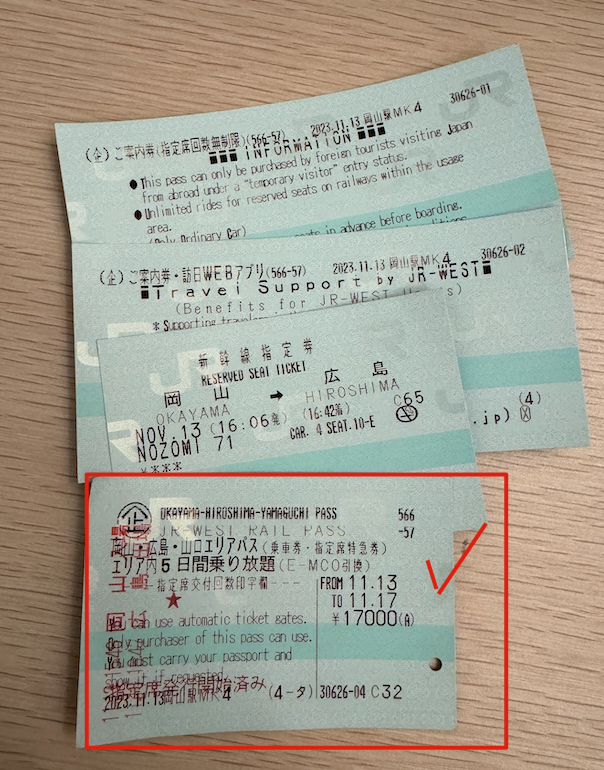 (企)ご案内券(指定席回数無制限)(566-57) 2023.11.13 岡山駅MK4 30626-01
■■■ INFORMATION ■■■
●This pass can only be purchased by foreign tourists visiting Japan
from abroad under a "temporary visitor" entry status.
●Unlimited rides for reserved seats on railways within the usage
area.
(Only Ordinary Car)
in advance before boarding.
(企)ご案内券・訪日WEBアプリ(566-57) 2023.11.13 岡山駅MK4 30626-02
■Travel Support by JR-WEST■
(Benefits for JR-WEST
*Supporting
(4)
.jp)
新幹線指定券
RESERVED SEAT TICKET
岡山 → 広島
OKAYAMA HIROSHIMA
NOV.13 (16:06発) (16:42着) C65
NOZOMI 71 CAR. 4 SEAT.10-E
¥***
企 OKAYAMA-HIROSHIMA-YAMAGUCHI PASS 566
JR-WEST RAIL PASS -57
岡山・広島・山口エリアパス(乗車券・指定席特急券)
エリア内5日間乗り放題(E-MCO引換)
---指定席交付回数印字欄---
FROM 11.13
★
TO 11.17
¥17000(A)
You can use automatic ticket gates.
Only purchaser of this pass can use.
You must carry your passport and
show it if
指定席発行開始済み
2023.11.13岡山駅MK4 (4-タ) 30626-04 C32